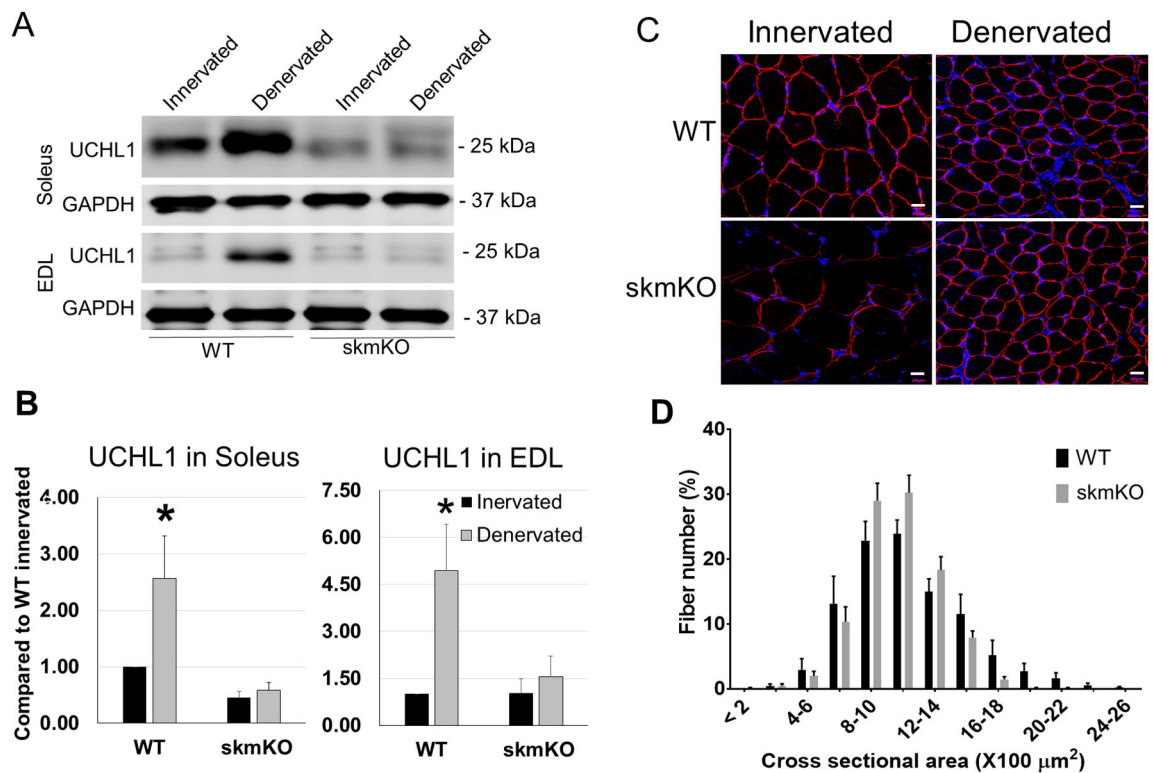 A
Innervated
Denervated
Innervated
Denervated
Soleus
UCHL1
- 25 kDa
GAPDH
- 37 kDa
EDL
UCHL1
- 25 kDa
GAPDH
- 37 kDa
WT
skmKO
B
UCHL1 in Soleus
Compared to WT innervated
4.00
3.00
2.00
1.00
0.00
*
WT
skmKO
UCHL1 in EDL
7.50
6.00
4.50
3.00
1.50
0.00
*
Inervated
Denervated
WT
skmKO
C
Innervated
Denervated
WT
skmKO
D
Fiber number (%)
40
30
20
10
0
WT
skmKO
< 2
4-6
8-10
12-14
16-18
20-22
24-26
Cross sectional area (X100 μm²)